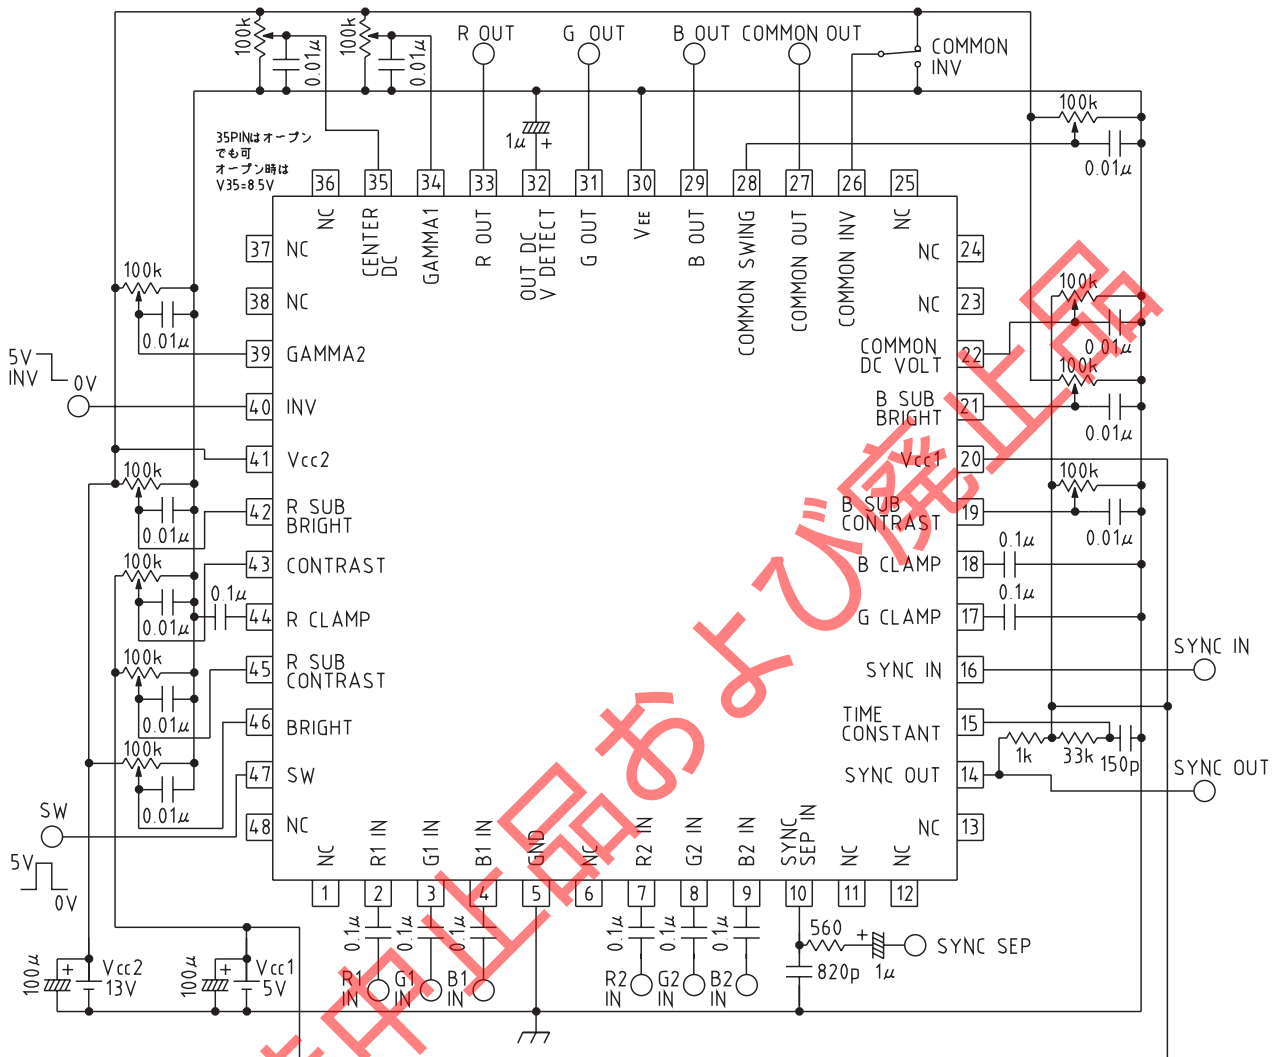 R OUT
G OUT
B OUT
COMMON OUT
COMMON
INV
100k
0.01μ
100k
0.01μ
1μ
+
100k
0.01μ
35PINはオープン
でも可
オープン時は
V35=8.5V
36
35
34
33
32
31
30
29
28
27
26
25
NC
CENTER
DC
GAMMA1
R OUT
OUT DC
V DETECT
G OUT
VEE
B OUT
COMMON SWING
COMMON OUT
COMMON INV
NC
37
NC
38
NC
39
GAMMA2
40
INV
41
Vcc2
42
R SUB
BRIGHT
43
CONTRAST
44
R CLAMP
45
R SUB
CONTRAST
46
BRIGHT
47
SW
48
NC
100k
0.01μ
5V
INV
0V
100k
0.01μ
100k
0.1μ
0.01μ
100k
0.01μ
100k
0.01μ
SW
5V
0V
NC
24
NC
23
COMMON
DC VOLT
22
B SUB
BRIGHT
21
Vcc1
20
B SUB
CONTRAST
19
B CLAMP
18
G CLAMP
17
SYNC IN
16
TIME
CONSTANT
15
SYNC OUT
14
NC
13
100k
0.01μ
100k
0.01μ
100k
0.01μ
0.1μ
0.1μ
SYNC IN
1k
33k
150p
SYNC OUT
NC
R1 IN
G1 IN
B1 IN
GND
NC
R2 IN
G2 IN
B2 IN
SYNC
SEP IN
NC
NC
1
2
3
4
5
6
7
8
9
10
11
12
0.1μ
0.1μ
0.1μ
0.1μ
0.1μ
0.1μ
R1
IN
G1
IN
B1
IN
R2
IN
G2
IN
B2
IN
560
+
1μ
820p
SYNC SEP
100μ
+
Vcc2
13V
100μ
+
Vcc1
5V
中止品および廃止品